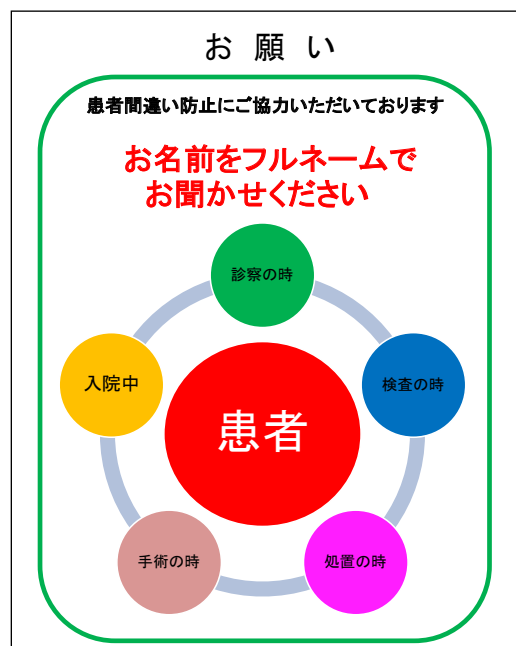 お 願 い
患者間違い防止にご協力いただいております
お名前をフルネームで
お聞かせください
診察の時
入院中
検査の時
患者
手術の時
処置の時